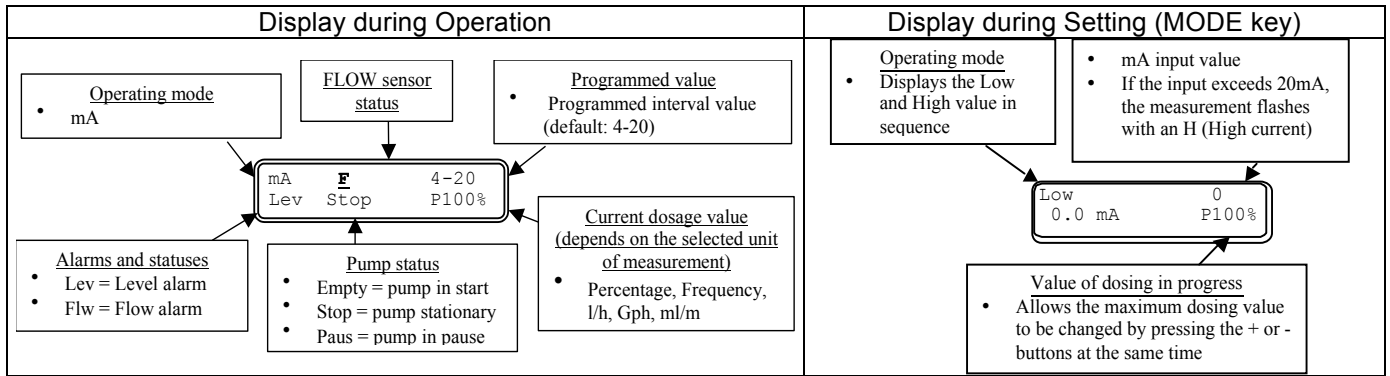 Display during Operation
Operating mode
• mA
FLOW sensor
status
Programmed value
• Programmed interval value
(default: 4-20)
mA F 4-20
Lev Stop P100%
Alarms and statuses
• Lev = Level alarm
• Flw = Flow alarm
Pump status
• Empty = pump in start
• Stop = pump stationary
• Paus = pump in pause
Current dosage value
(depends on the selected unit
of measurement)
• Percentage, Frequency,
l/h, Gph, ml/m
Display during Setting (MODE key)
Operating mode
• Displays the Low
and High value in
sequence
• mA input value
• If the input exceeds 20mA,
the measurement flashes
with an H (High current)
Low 0
0.0 mA P100%
Value of dosing in progress
• Allows the maximum dosing value
to be changed by pressing the + or -
buttons at the same time